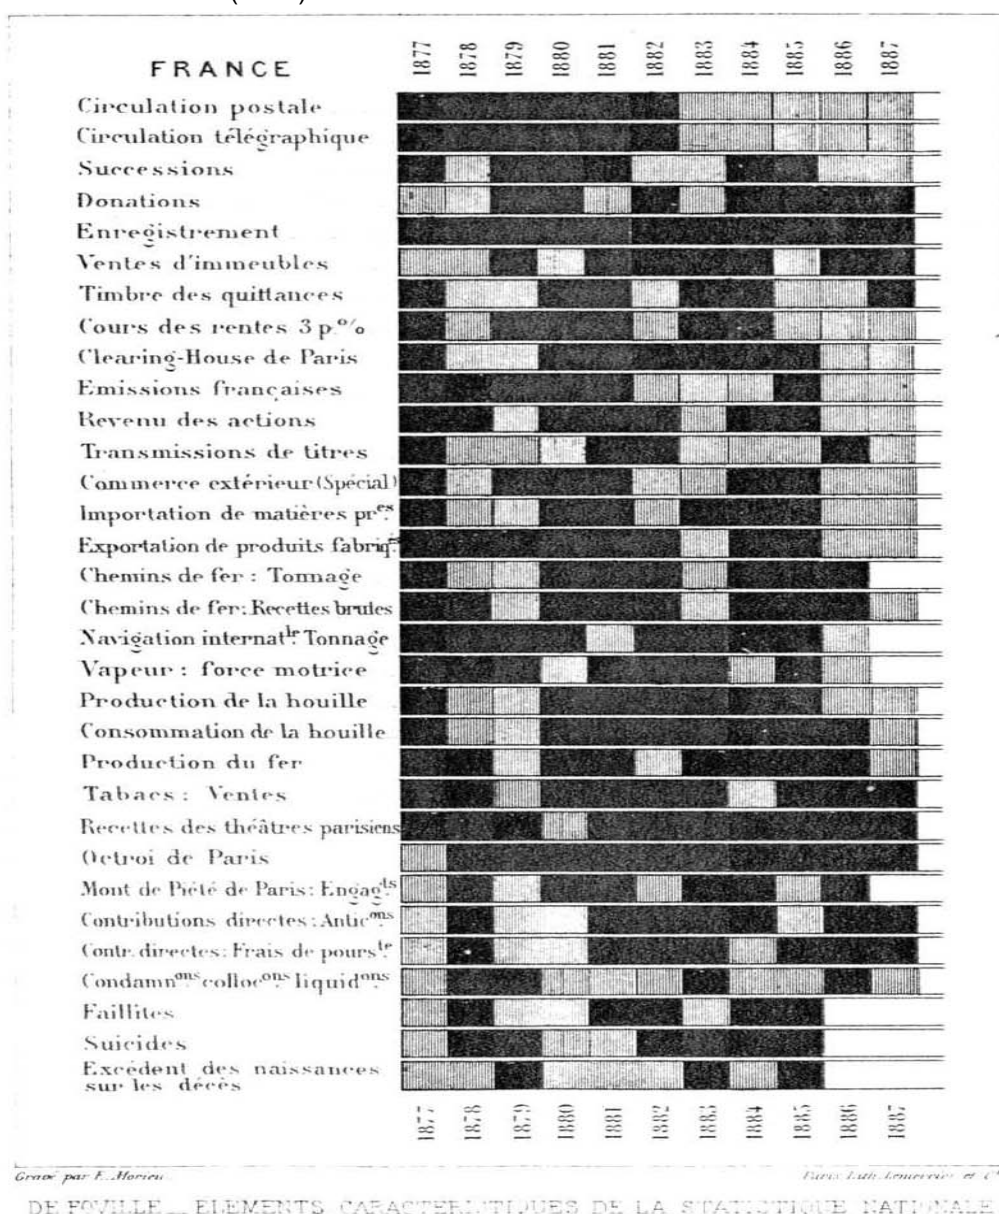 FRANCE
1877 1878 1879 1880 1881 1882 1883 1884 1885 1886 1887
Circulation postale
Circulation télégraphique
Successions
Donations
Enregistrement
Ventes d'immeubles
Timbre des quittances
Cours des rentes 3 p.%
Clearing-House de Paris
Emissions françaises
Revenu des actions
Transmissions de titres
Commerce extérieur (Spécial)
Importation de matières pr.es
Exportation de produits fabriq.és
Chemins de fer : Tonnage
Chemins de fer : Recettes brutes
Navigation internat.le Tonnage
Vapeur : force motrice
Production de la houille
Consommation de la houille
Production du fer
Tabacs : Ventes
Recettes des théâtres parisiens
Octroi de Paris
Mont de Piété de Paris : Engag.ts
Contributions directes : Antic.ons
Contr. directes : Frais de pours.te
Condamn.ons colloc.ons liquid.ons
Faillites
Suicides
Excédent des naissances
sur les décès
1877 1878 1879 1880 1881 1882 1883 1884 1885 1886 1887
Gravé par F. Morieu Paris Lith. Lemercier et C
DE FOVILLE _ ELEMENTS CARACTERISTIQUES DE LA STATISTIQUE NATIONALE